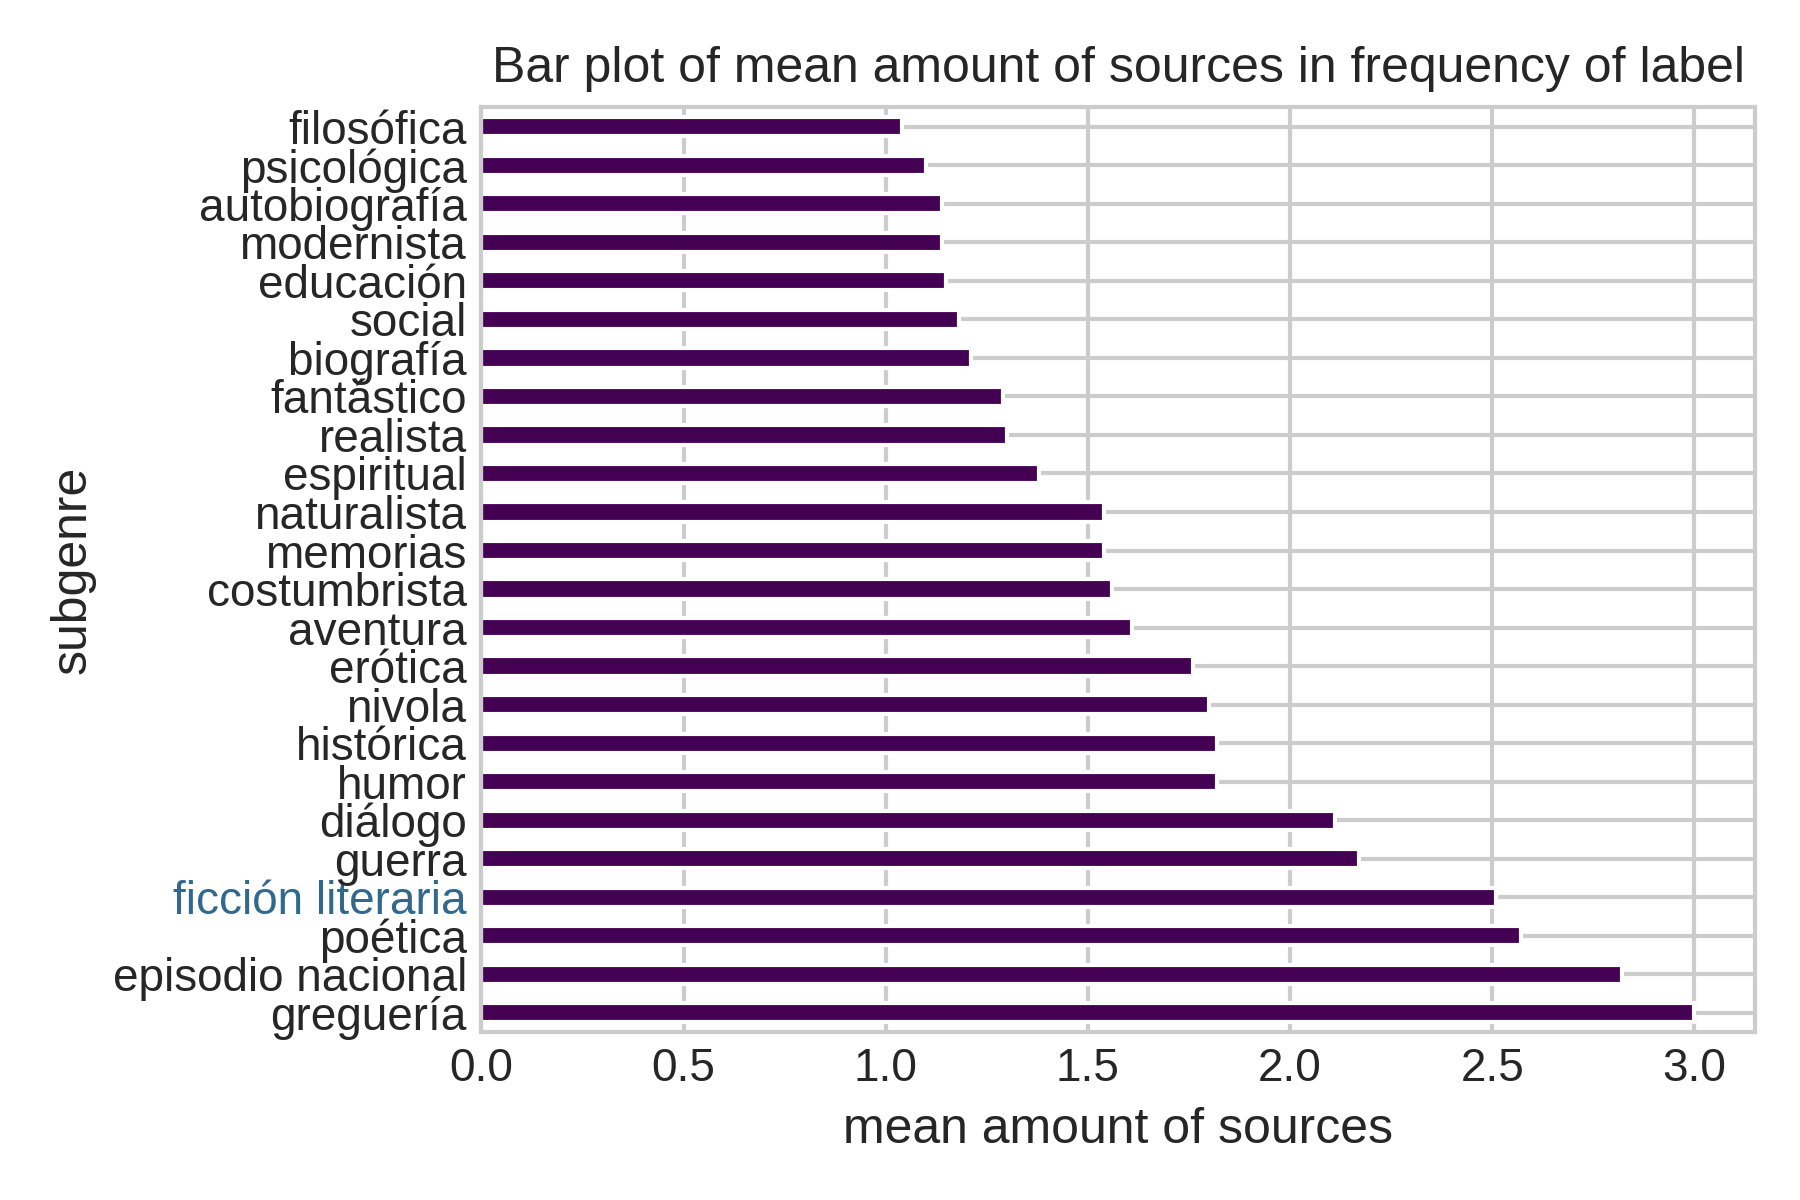 Bar plot of mean amount of sources in frequency of label
filosófica
psicológica
autobiografía
modernista
educación
social
biografía
fantástico
realista
espiritual
naturalista
memorias
costumbrista
aventura
erótica
nivola
histórica
humor
diálogo
guerra
ficción literaria
poética
episodio nacional
greguería
subgenre
0.0 0.5 1.0 1.5 2.0 2.5 3.0
mean amount of sources